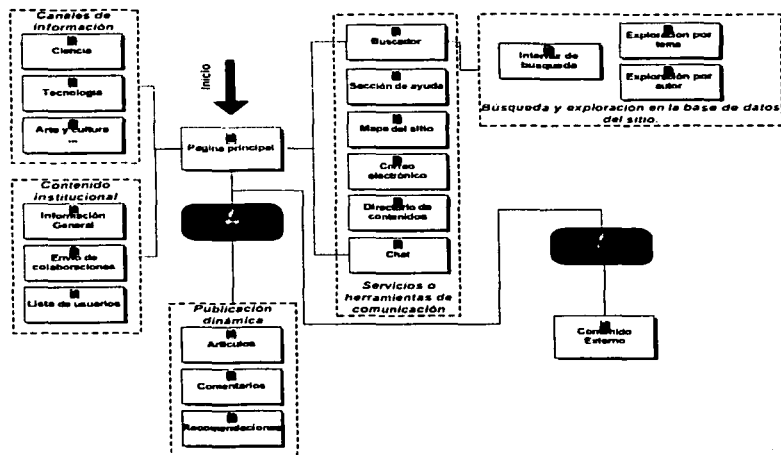 Canales de
información
Ciencia
Tecnología
Arte y cultura
...
Contenido
institucional
Información
General
Envío de
colaboraciones
Lista de usuarios
Inicio
Pagina principal
Publicación
dinámica
Artículos
Comentarios
Recomendaciones
Buscador
Sección de ayuda
Mapa del sitio
Correo
electrónico
Directorio de
contenidos
Chat
Servicios o
herramientas de
comunicación
Interfaz de
busqueda
Exploración por
tema
Exploración por
autor
Búsqueda y exploración en la base de datos
del sitio.
Contenido
Externo